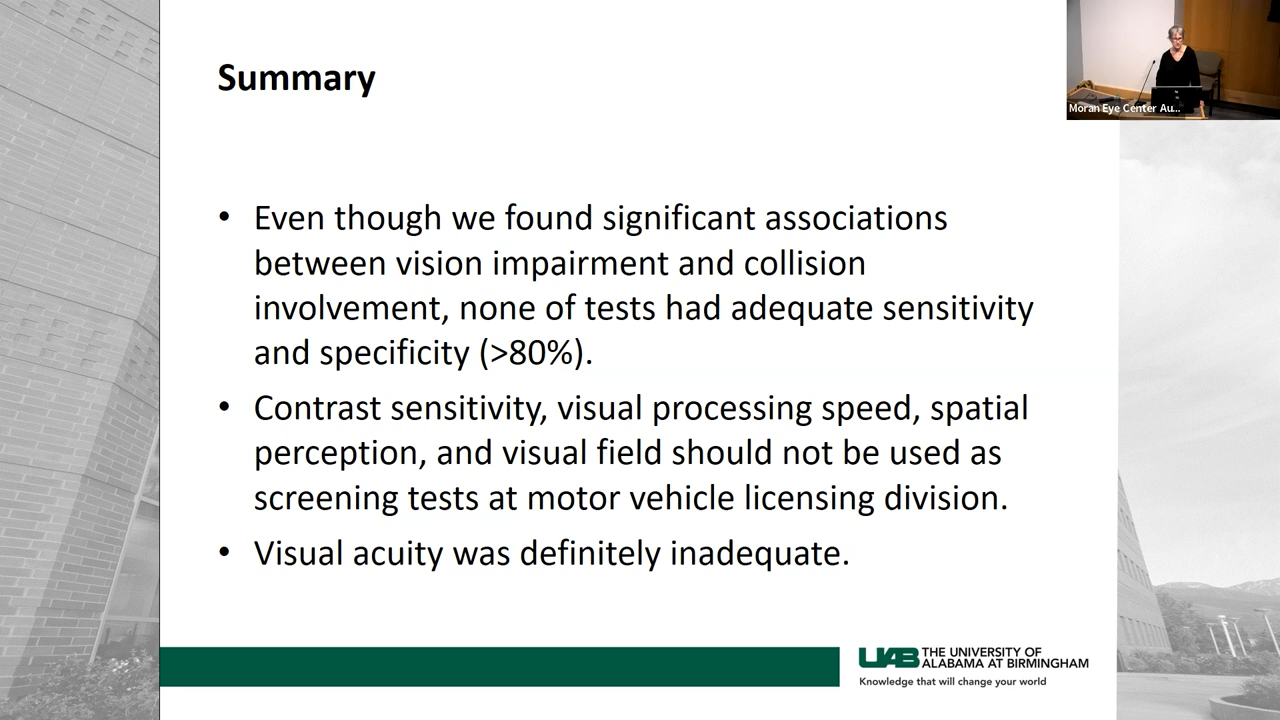 Summary
Moran Eye Center Au...
• Even though we found significant associations
between vision impairment and collision
involvement, none of tests had adequate sensitivity
and specificity (>80%).
• Contrast sensitivity, visual processing speed, spatial
perception, and visual field should not be used as
screening tests at motor vehicle licensing division.
• Visual acuity was definitely inadequate.
UAB THE UNIVERSITY OF
ALABAMA AT BIRMINGHAM
Knowledge that will change your world